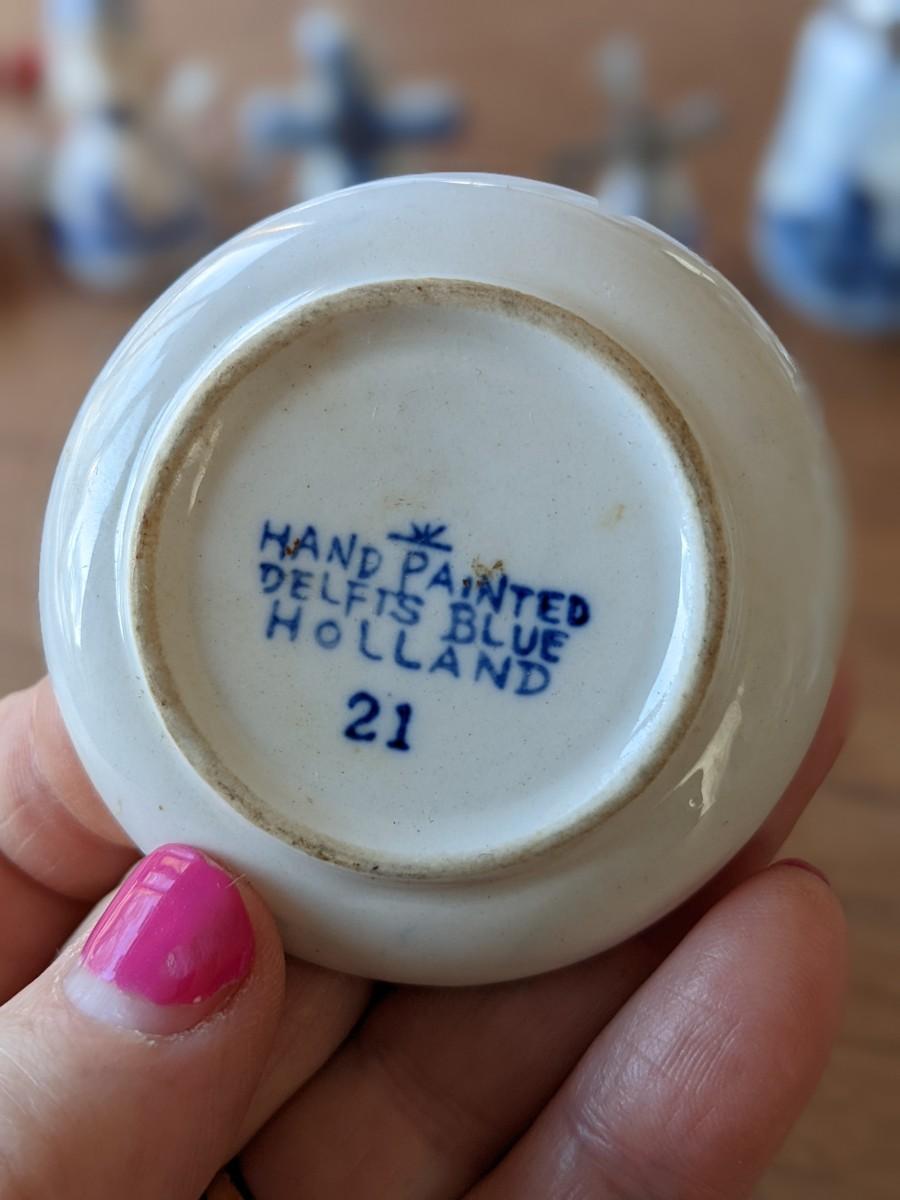 HAND PAINTED
DELFTS BLUE
HOLLAND
21